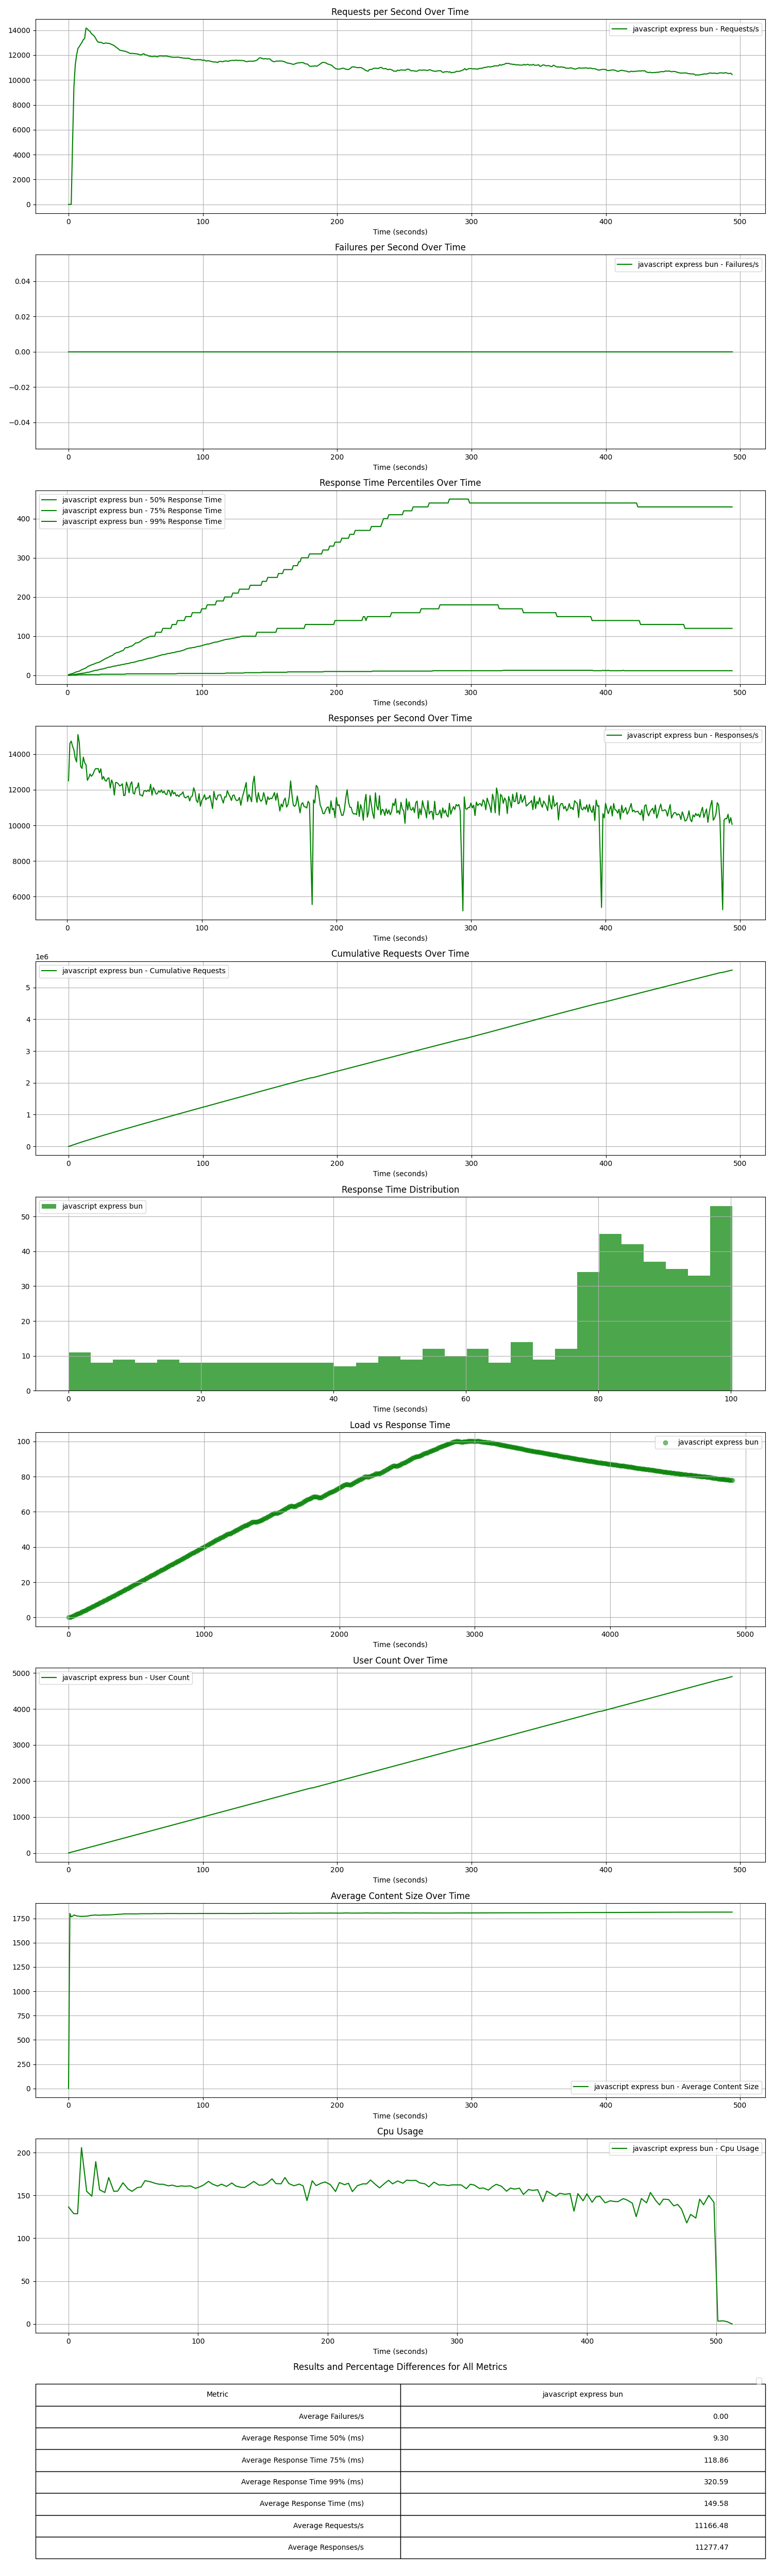 Requests per Second Over Time
javascript express bun - Requests/s
14000
12000
10000
8000
6000
4000
2000
0
0 100 200 300 400 500
Time (seconds)
Failures per Second Over Time
javascript express bun - Failures/s
0.04
0.02
0.00
−0.02
−0.04
0 100 200 300 400 500
Time (seconds)
Response Time Percentiles Over Time
javascript express bun - 50% Response Time
javascript express bun - 75% Response Time
javascript express bun - 99% Response Time
400
300
200
100
0
0 100 200 300 400 500
Time (seconds)
Responses per Second Over Time
javascript express bun - Responses/s
14000
12000
10000
8000
6000
0 100 200 300 400 500
Time (seconds)
Cumulative Requests Over Time
1e6
javascript express bun - Cumulative Requests
5
4
3
2
1
0
0 100 200 300 400 500
Time (seconds)
Response Time Distribution
javascript express bun
50
40
30
20
10
0
0 20 40 60 80 100
Time (seconds)
Load vs Response Time
javascript express bun
100
80
60
40
20
0
0 1000 2000 3000 4000 5000
Time (seconds)
User Count Over Time
javascript express bun - User Count
5000
4000
3000
2000
1000
0
0 100 200 300 400 500
Time (seconds)
Average Content Size Over Time
1750
1500
1250
1000
750
500
250
0
javascript express bun - Average Content Size
0 100 200 300 400 500
Time (seconds)
Cpu Usage
javascript express bun - Cpu Usage
200
150
100
50
0
0 100 200 300 400 500
Time (seconds)
Results and Percentage Differences for All Metrics
Metric javascript express bun
Average Failures/s 0.00
Average Response Time 50% (ms) 9.30
Average Response Time 75% (ms) 118.86
Average Response Time 99% (ms) 320.59
Average Response Time (ms) 149.58
Average Requests/s 11166.48
Average Responses/s 11277.47